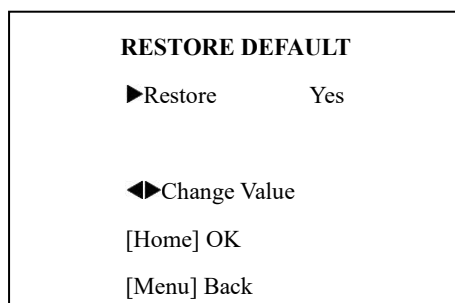 RESTORE DEFAULT
▶Restore Yes
◀▶Change Value
[Home] OK
[Menu] Back